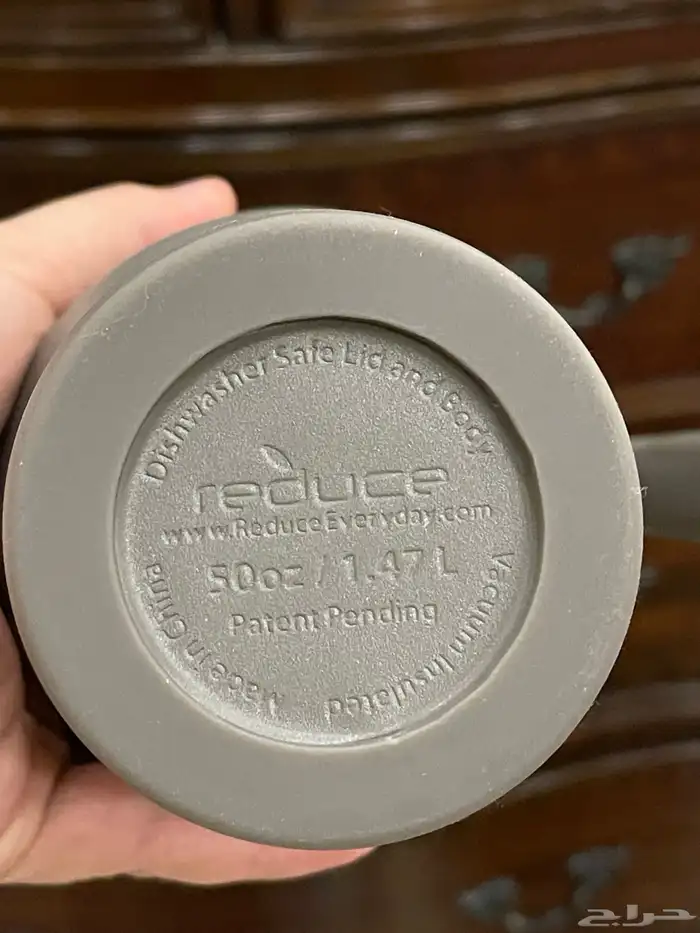 Dishwasher Safe Lid and Body
reduce
www.ReduceEveryday.com
50oz / 1.47 L
Patent Pending
Vacuum Insulated
Made in China
حراج